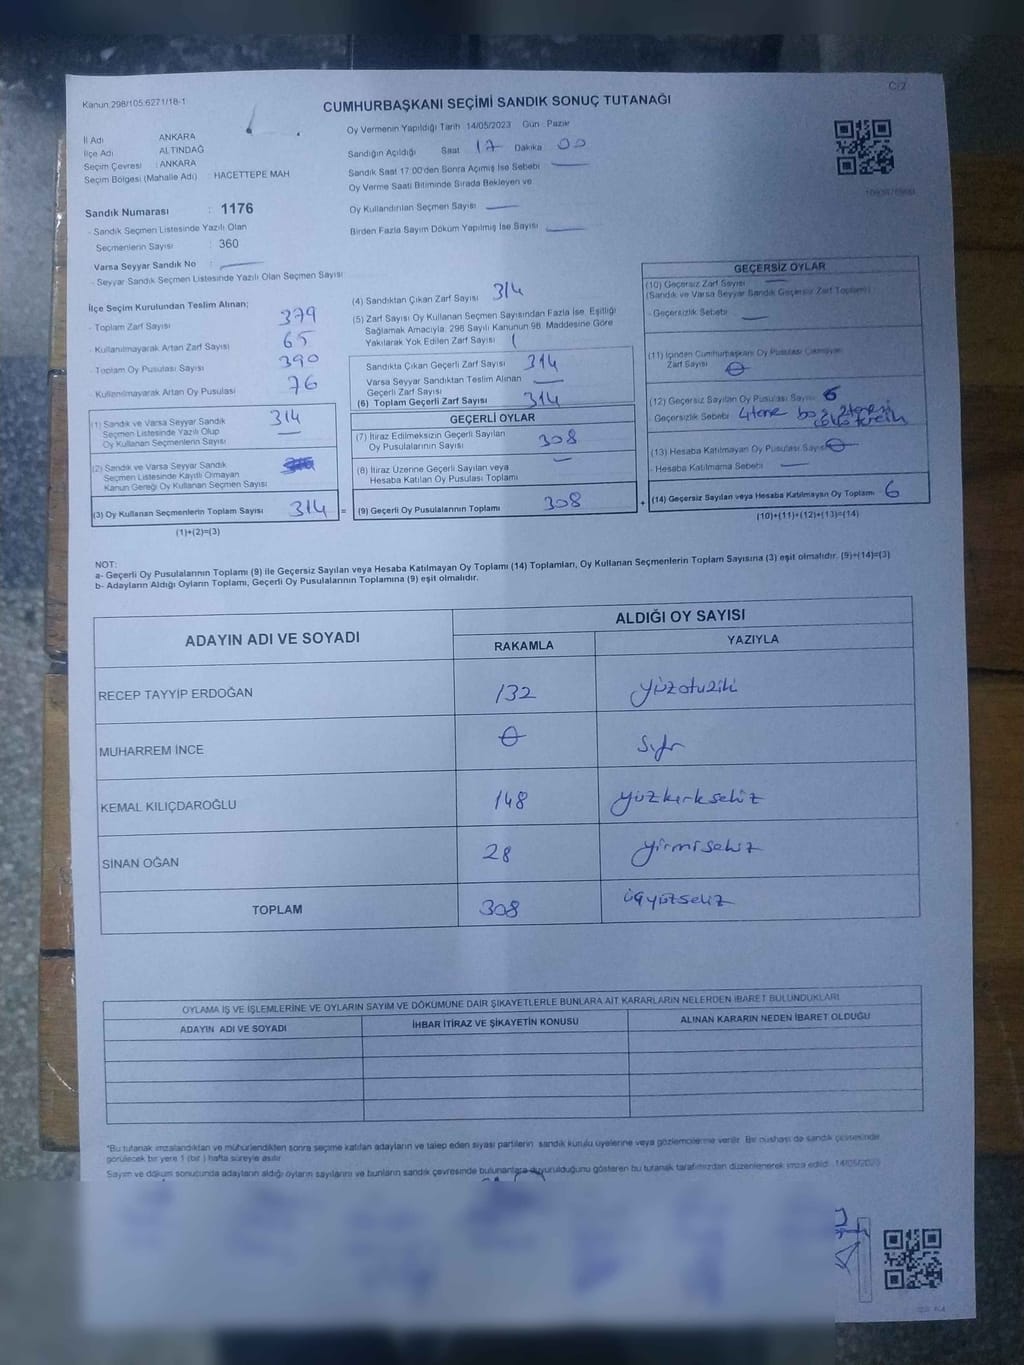 Kanun 298/105:6271/18-1
C/2
CUMHURBAŞKANI SEÇİMİ SANDIK SONUÇ TUTANAĞI
İl Adı ANKARA
İlçe Adı ALTINDAĞ
Seçim Çevresi : ANKARA
Seçim Bölgesi (Mahalle Adı) HACETTEPE MAH
Oy Vermenin Yapıldığı Tarih 14/05/2023 Gün : Pazar
Sandığın Açıldığı Saat 17 Dakika 00
Sandık Saat 17:00'den Sonra Açımış İse Sebebi
Oy Verme Saati Bitiminde Sırada Bekleyen ve
Oy Kullandırılan Seçmen Sayısı
Birden Fazla Sayım Döküm Yapılmış İse Sayısı
Sandık Numarası : 1176
- Sandık Seçmen Listesinde Yazılı Olan
Seçmenlerin Sayısı : 360
Varsa Seyyar Sandık No :
- Seyyar Sandık Seçmen Listesinde Yazılı Olan Seçmen Sayısı
İlçe Seçim Kurulundan Teslim Alınan;
- Toplam Zarf Sayısı 379
- Kullanılmayarak Artan Zarf Sayısı 65
- Toplam Oy Pusulası Sayısı 390
- Kullanılmayarak Artan Oy Pusulası 76
(1) Sandık ve Varsa Seyyar Sandık
Seçmen Listesinde Yazılı Olup
Oy Kullanan Seçmenlerin Sayısı 314
(2) Sandık ve Varsa Seyyar Sandık
Seçmen Listesinde Kayıtlı Olmayan
Kanun Gereği Oy Kullanan Seçmen Sayısı
(3) Oy Kullanan Seçmenlerin Toplam Sayısı 314 =
(1)+(2)=(3)
(4) Sandıktan Çıkan Zarf Sayısı 314
(5) Zarf Sayısı Oy Kullanan Seçmen Sayısından Fazla İse, Eşitliği
Sağlamak Amacıyla, 298 Sayılı Kanunun 98. Maddesine Göre
Yakılarak Yok Edilen Zarf Sayısı
Sandıkta Çıkan Geçerli Zarf Sayısı 314
Varsa Seyyar Sandıktan Teslim Alınan
Geçerli Zarf Sayısı
(6) Toplam Geçerli Zarf Sayısı 314
GEÇERLİ OYLAR
(7) İtiraz Edilmeksizin Geçerli Sayılan
Oy Pusulalarının Sayısı 308
(8) İtiraz Üzerine Geçerli Sayılan veya
Hesaba Katılan Oy Pusulası Toplamı
(9) Geçerli Oy Pusulalarının Toplamı 308 +
GEÇERSİZ OYLAR
(10) Geçersiz Zarf Sayısı
(Sandık ve Varsa Seyyar Sandık Geçersiz Zarf Toplamı)
- Geçersizlik Sebebi
(11) İçinden Cumhurbaşkanı Oy Pusulası Çıkmayan
Zarf Sayısı 0
(12) Geçersiz Sayılan Oy Pusulası Sayısı 6
- Geçersizlik Sebebi 4 tane boş
(13) Hesaba Katılmayan Oy Pusulası Sayısı 0
- Hesaba Katılmama Sebebi
(14) Geçersiz Sayılan veya Hesaba Katılmayan Oy Toplamı 6
(10)+(11)+(12)+(13)=(14)
NOT:
a- Geçerli Oy Pusulalarının Toplamı (9) ile Geçersiz Sayılan veya Hesaba Katılmayan Oy Toplamı (14) Toplamları, Oy Kullanan Seçmenlerin Toplam Sayısına (3) eşit olmalıdır. (9)+(14)=(3)
b- Adayların Aldığı Oyların Toplamı, Geçerli Oy Pusulalarının Toplamına (9) eşit olmalıdır.
ADAYIN ADI VE SOYADI
ALDIĞI OY SAYISI
RAKAMLA YAZIYLA
RECEP TAYYİP ERDOĞAN 132 yüzotuziki
MUHARREM İNCE 0 Sıfır
KEMAL KILIÇDAROĞLU 148 yüzkırksekiz
SİNAN OĞAN 28 yirmisekiz
TOPLAM 308 üçyüzsekiz
OYLAMA İŞ VE İŞLEMLERİNE VE OYLARIN SAYIM VE DÖKÜMÜNE DAİR ŞİKAYETLERLE BUNLARA AİT KARARLARIN NELERDEN İBARET BULUNDUKLARI
ADAYIN ADI VE SOYADI İHBAR İTİRAZ VE ŞİKAYETİN KONUSU ALINAN KARARIN NEDEN İBARET OLDUĞU
*Bu tutanak imzalandıktan ve mühürlendikten sonra seçime katılan adayların ve talep eden siyasi partilerin sandık kurulu üyelerine veya gözlemcilerine verilir. Bir nüshası da sandık çevresinde
görülecek bir yere 1 (bir ) hafta süreyle asılır.
Sayım ve döküm sonucunda adayların aldığı oyların sayılarını ve bunların sandık çevresinde bulunanlara duyurulduğunu gösteren bu tutanak tarafımızdan düzenlenerek imza edildi. 14/05/2023